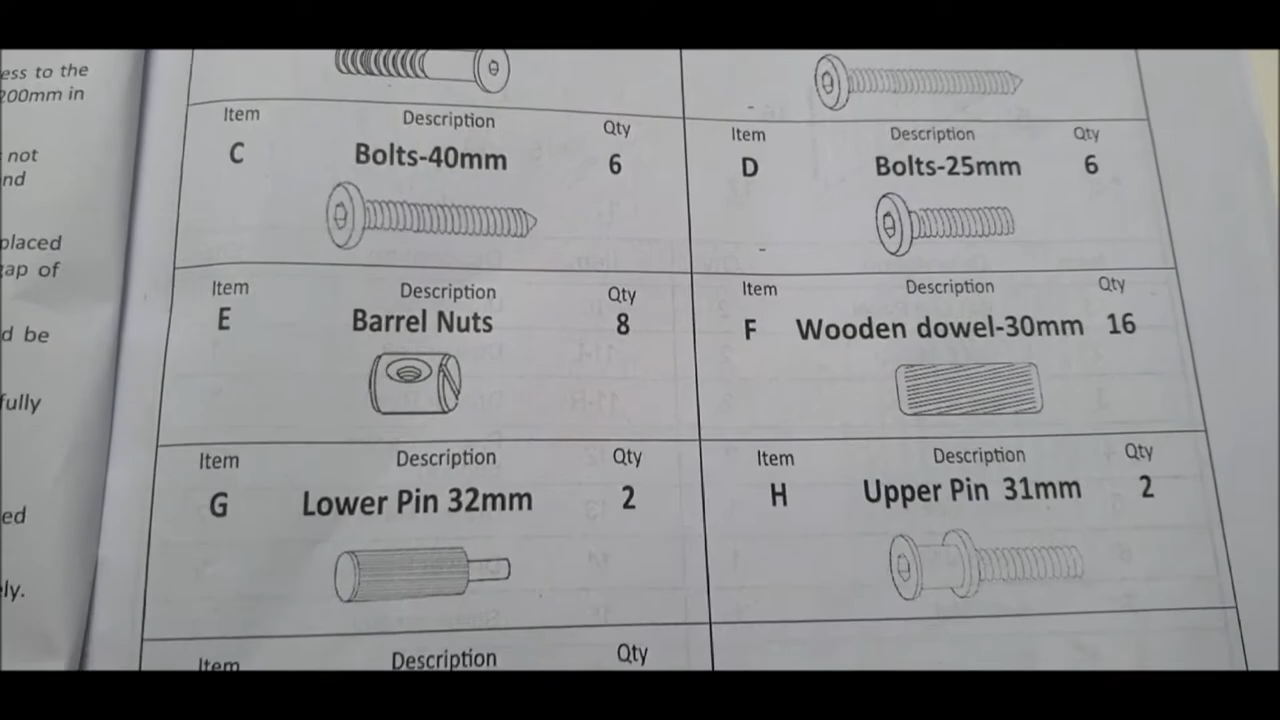 ess to the
200mm in
not
nd
placed
gap of
d be
fully
ed
ly.
Item Description Qty
C Bolts-40mm 6
Item Description Qty
D Bolts-25mm 6
Item Description Qty
E Barrel Nuts 8
Item Description Qty
F Wooden dowel-30mm 16
Item Description Qty
G Lower Pin 32mm 2
Item Description Qty
H Upper Pin 31mm 2
Item Description Qty